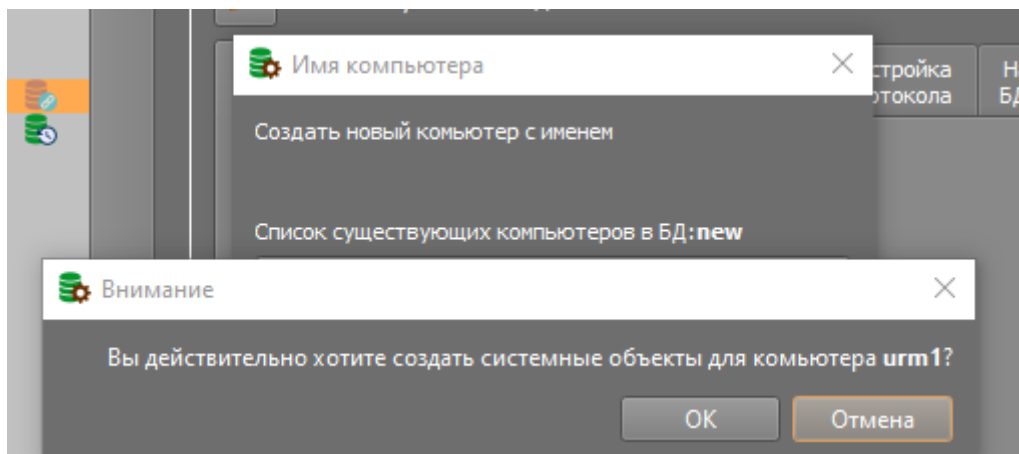 Имя компьютера
стройка
отокола
Создать новый комьютер с именем
Список существующих компьютеров в БД:new
Внимание
Вы действительно хотите создать системные объекты для комьютера urm1?
OK
Отмена